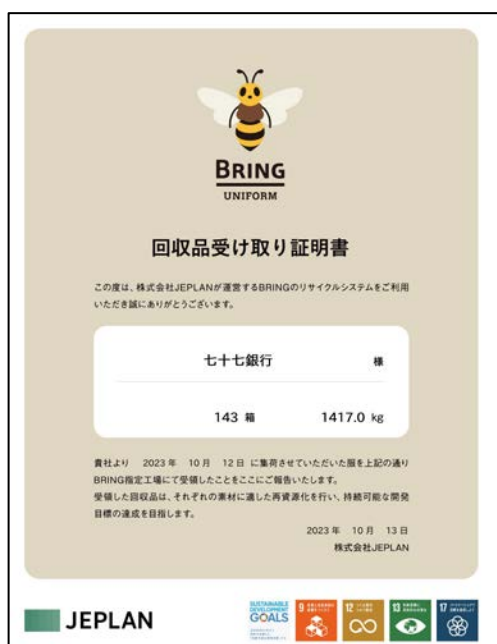 BRING
UNIFORM
回収品受け取り証明書
この度は、株式会社JEPLANが運営するBRINGのリサイクルシステムをご利用
いただき誠にありがとうございます。
七十七銀行 様
143 箱 1417.0 kg
貴社より 2023 年 10 月 12 日 に集荷させていただいた服を上記の通り
BRING指定工場にて受領したことをここにご報告いたします。
受領した回収品は、それぞれの素材に適した再資源化を行い、持続可能な開発
目標の達成を目指します。
2023 年 10 月 13 日
株式会社JEPLAN
JEPLAN
SUSTAINABLE
DEVELOPMENT
GOALS
9
12
13
17